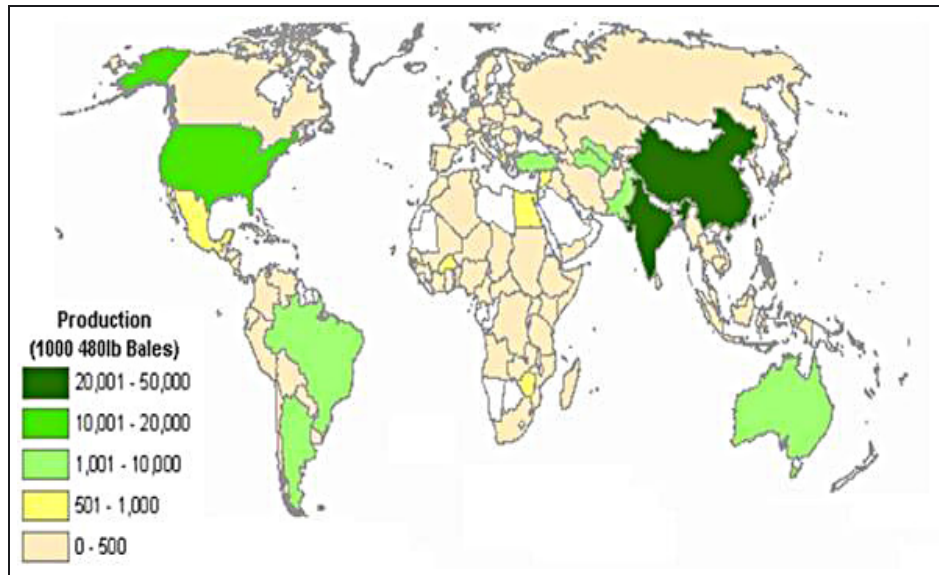 Production
(1000 480lb Bales)
20,001 - 50,000
10,001 - 20,000
1,001 - 10,000
501 - 1,000
0 - 500